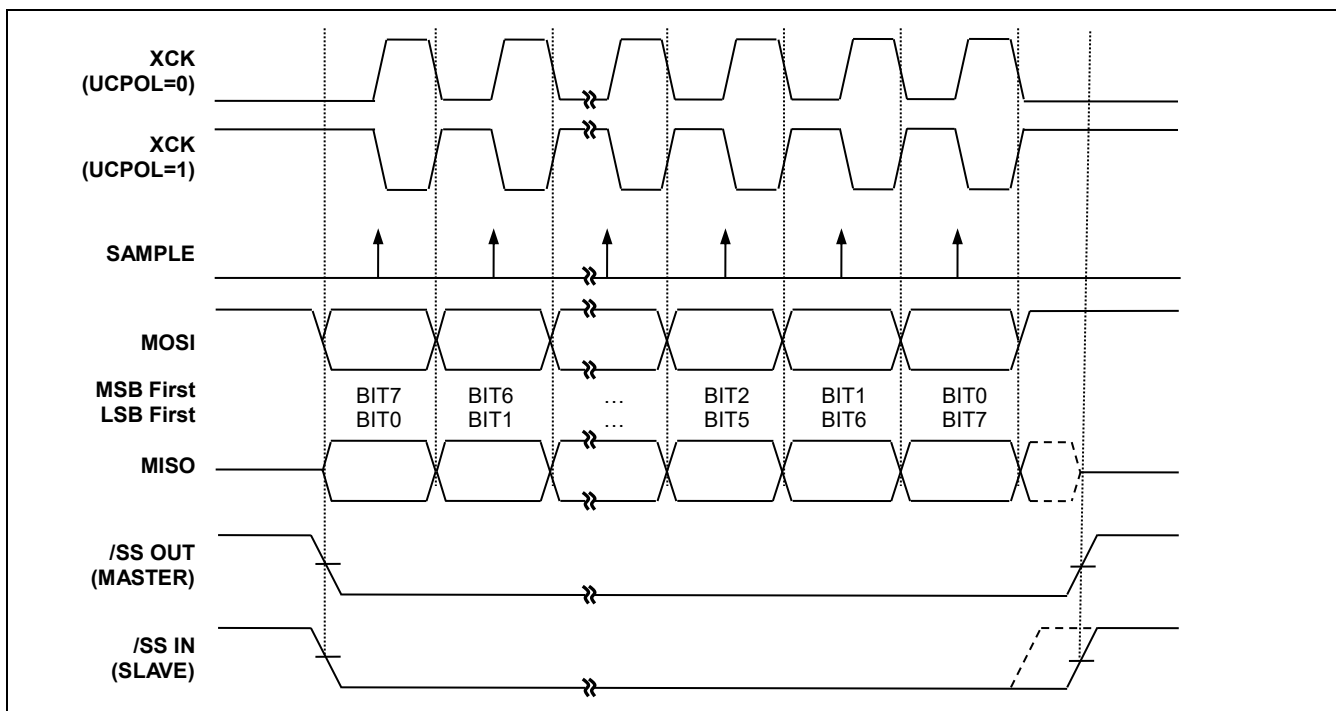 XCK
(UCPOL=0)
XCK
(UCPOL=1)
SAMPLE
MOSI
MSB First BIT7 BIT6 … BIT2 BIT1 BIT0
LSB First BIT0 BIT1 … BIT5 BIT6 BIT7
MISO
/SS OUT
(MASTER)
/SS IN
(SLAVE)